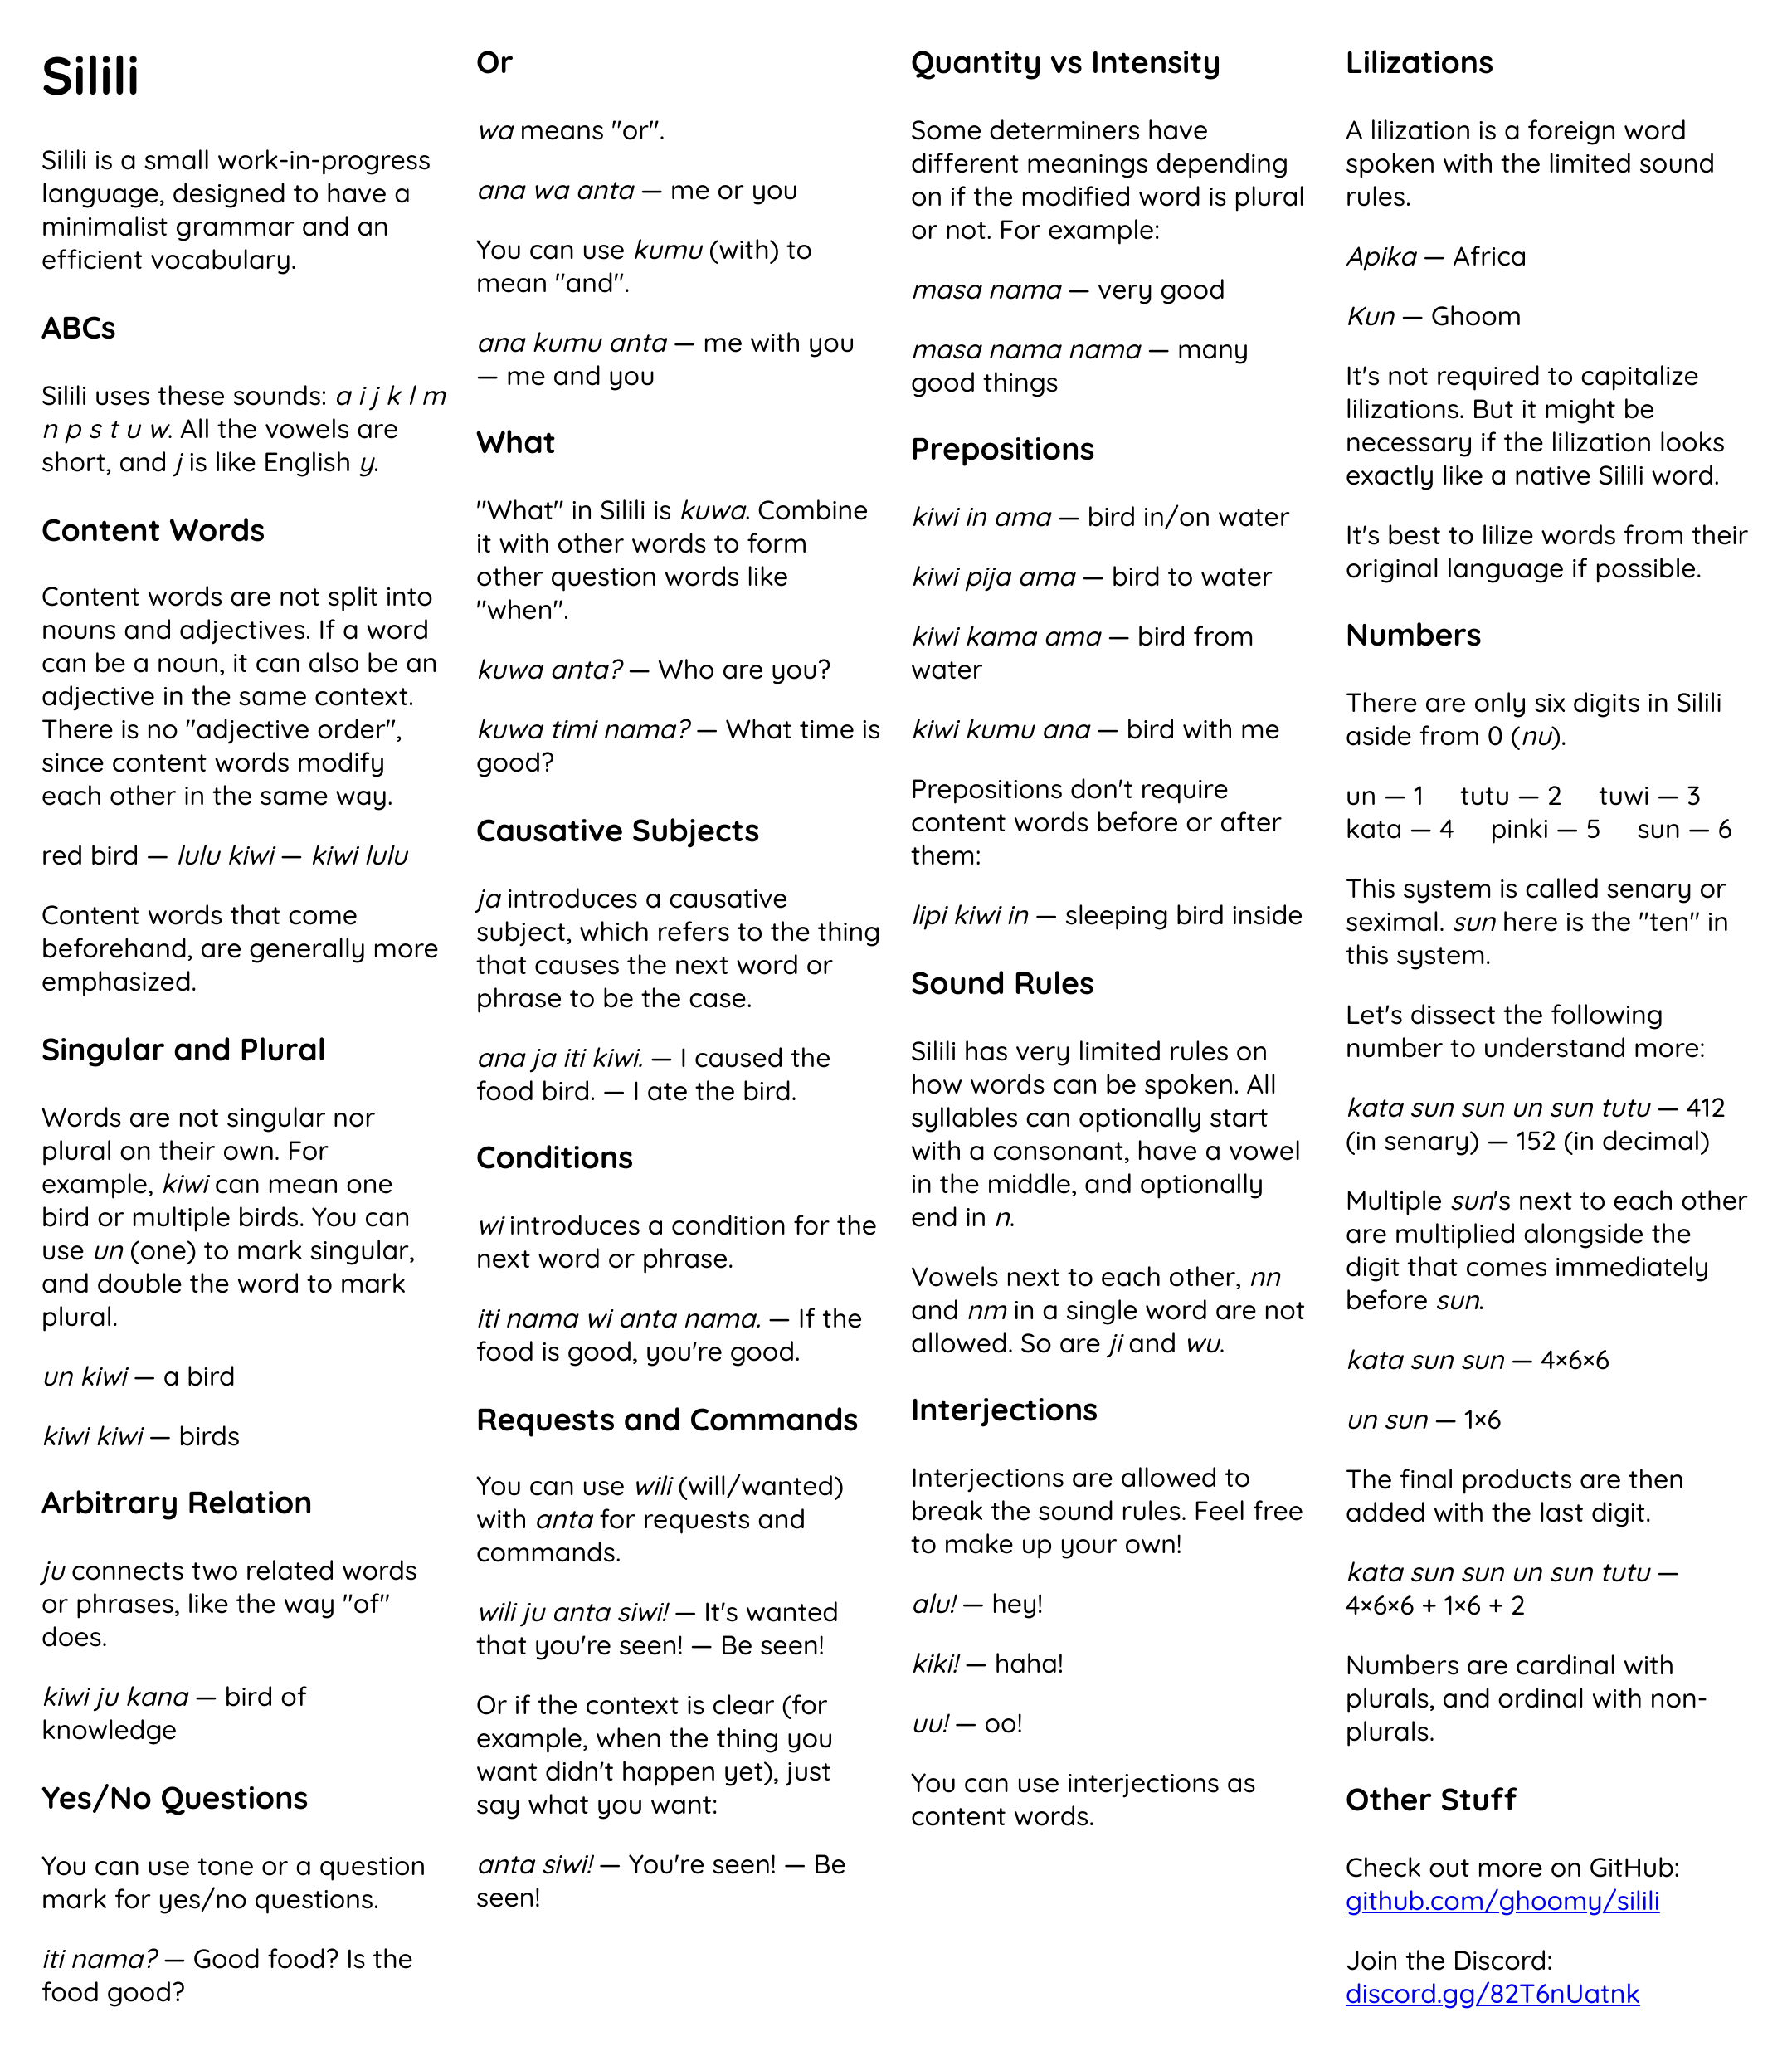 Silili
Silili is a small work-in-progress
language, designed to have a
minimalist grammar and an
efficient vocabulary.
ABCs
Silili uses these sounds: a i j k l m
n p s t u w. All the vowels are
short, and j is like English y.
Content Words
Content words are not split into
nouns and adjectives. If a word
can be a noun, it can also be an
adjective in the same context.
There is no "adjective order",
since content words modify
each other in the same way.
red bird — lulu kiwi — kiwi lulu
Content words that come
beforehand, are generally more
emphasized.
Singular and Plural
Words are not singular nor
plural on their own. For
example, kiwi can mean one
bird or multiple birds. You can
use un (one) to mark singular,
and double the word to mark
plural.
un kiwi — a bird
kiwi kiwi — birds
Arbitrary Relation
ju connects two related words
or phrases, like the way "of"
does.
kiwi ju kana — bird of
knowledge
Yes/No Questions
You can use tone or a question
mark for yes/no questions.
iti nama? — Good food? Is the
food good?
Or
wa means "or".
ana wa anta — me or you
You can use kumu (with) to
mean "and".
ana kumu anta — me with you
— me and you
What
"What" in Silili is kuwa. Combine
it with other words to form
other question words like
"when".
kuwa anta? — Who are you?
kuwa timi nama? — What time is
good?
Causative Subjects
ja introduces a causative
subject, which refers to the thing
that causes the next word or
phrase to be the case.
ana ja iti kiwi. — I caused the
food bird. — I ate the bird.
Conditions
wi introduces a condition for the
next word or phrase.
iti nama wi anta nama. — If the
food is good, you're good.
Requests and Commands
You can use wili (will/wanted)
with anta for requests and
commands.
wili ju anta siwi! — It's wanted
that you're seen! — Be seen!
Or if the context is clear (for
example, when the thing you
want didn't happen yet), just
say what you want:
anta siwi! — You're seen! — Be
seen!
Quantity vs Intensity
Some determiners have
different meanings depending
on if the modified word is plural
or not. For example:
masa nama — very good
masa nama nama — many
good things
Prepositions
kiwi in ama — bird in/on water
kiwi pija ama — bird to water
kiwi kama ama — bird from
water
kiwi kumu ana — bird with me
Prepositions don't require
content words before or after
them:
lipi kiwi in — sleeping bird inside
Sound Rules
Silili has very limited rules on
how words can be spoken. All
syllables can optionally start
with a consonant, have a vowel
in the middle, and optionally
end in n.
Vowels next to each other, nn
and nm in a single word are not
allowed. So are ji and wu.
Interjections
Interjections are allowed to
break the sound rules. Feel free
to make up your own!
alu! — hey!
kiki! — haha!
uu! — oo!
You can use interjections as
content words.
Lilizations
A lilization is a foreign word
spoken with the limited sound
rules.
Apika — Africa
Kun — Ghoom
It's not required to capitalize
lilizations. But it might be
necessary if the lilization looks
exactly like a native Silili word.
It's best to lilize words from their
original language if possible.
Numbers
There are only six digits in Silili
aside from 0 (nu).
un — 1 tutu — 2 tuwi — 3
kata — 4 pinki — 5 sun — 6
This system is called senary or
seximal. sun here is the "ten" in
this system.
Let's dissect the following
number to understand more:
kata sun sun un sun tutu — 412
(in senary) — 152 (in decimal)
Multiple sun's next to each other
are multiplied alongside the
digit that comes immediately
before sun.
kata sun sun — 4×6×6
un sun — 1×6
The final products are then
added with the last digit.
kata sun sun un sun tutu —
4×6×6 + 1×6 + 2
Numbers are cardinal with
plurals, and ordinal with non-
plurals.
Other Stuff
Check out more on GitHub:
github.com/ghoomy/silili
Join the Discord:
discord.gg/82T6nUatnk